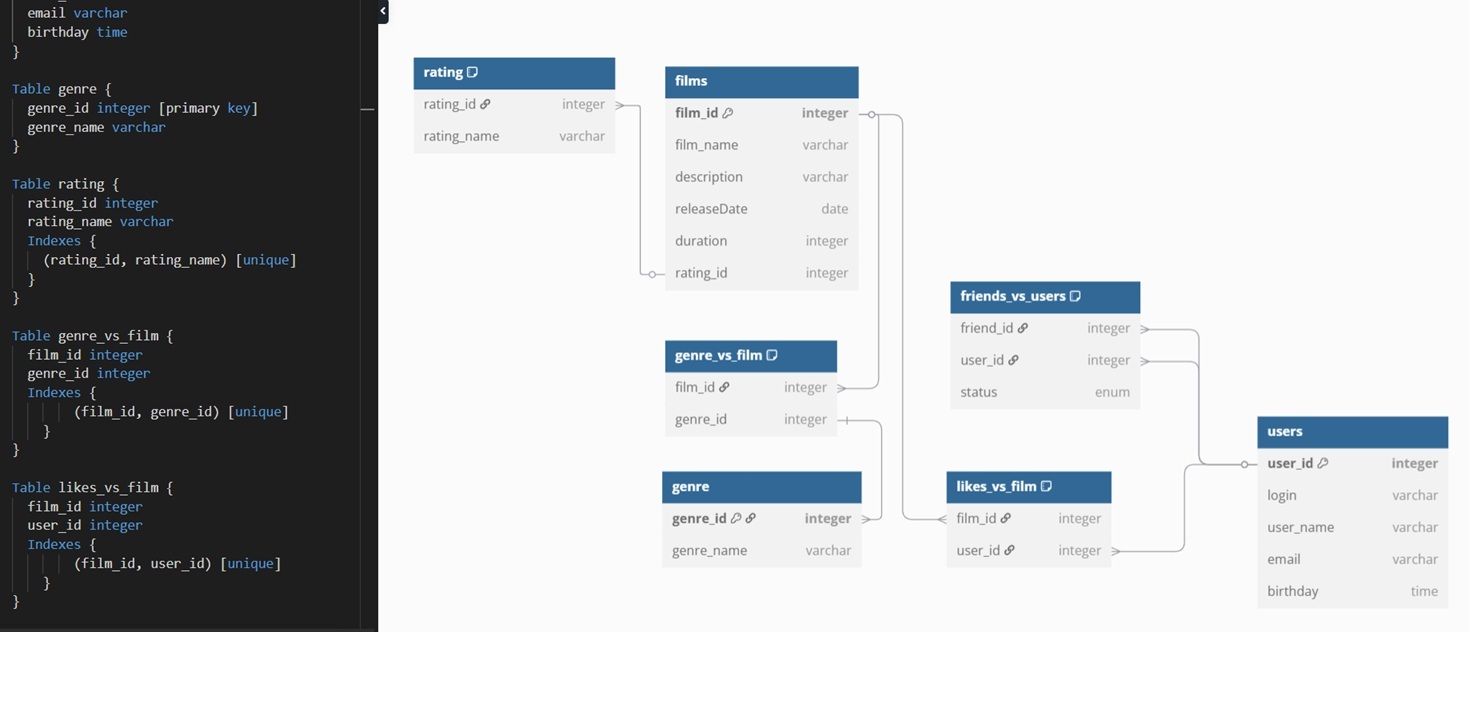 email varchar
birthday time
}
Table genre {
genre_id integer [primary key]
genre_name varchar
}
Table rating {
rating_id integer
rating_name varchar
Indexes {
(rating_id, rating_name) [unique]
}
}
Table genre_vs_film {
film_id integer
genre_id integer
Indexes {
(film_id, genre_id) [unique]
}
}
Table likes_vs_film {
film_id integer
user_id integer
Indexes {
(film_id, user_id) [unique]
}
}
rating
rating_id integer
rating_name varchar
films
film_id integer
film_name varchar
description varchar
releaseDate date
duration integer
rating_id integer
genre_vs_film
film_id integer
genre_id integer
genre
genre_id integer
genre_name varchar
friends_vs_users
friend_id integer
user_id integer
status enum
likes_vs_film
film_id integer
user_id integer
users
user_id integer
login varchar
user_name varchar
email varchar
birthday time